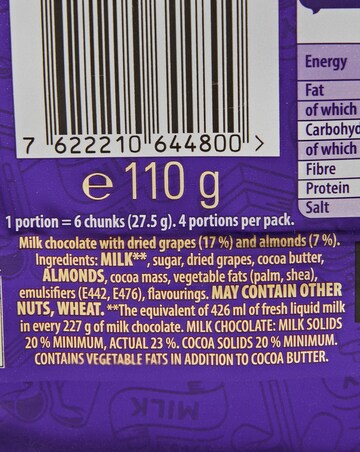 7 622210 644800 >
e 110 g
1 portion = 6 chunks (27.5 g). 4 portions per pack.
Milk chocolate with dried grapes (17 %) and almonds (7 %).
Ingredients: MILK**, sugar, dried grapes, cocoa butter,
ALMONDS, cocoa mass, vegetable fats (palm, shea),
emulsifiers (E442, E476), flavourings. MAY CONTAIN OTHER
NUTS, WHEAT. **The equivalent of 426 ml of fresh liquid milk
in every 227 g of milk chocolate. MILK CHOCOLATE: MILK SOLIDS
20 % MINIMUM, ACTUAL 23 %. COCOA SOLIDS 20 % MINIMUM.
CONTAINS VEGETABLE FATS IN ADDITION TO COCOA BUTTER.
Energy
Fat
of which
Carbohyd
of which
Fibre
Protein
Salt
MILK